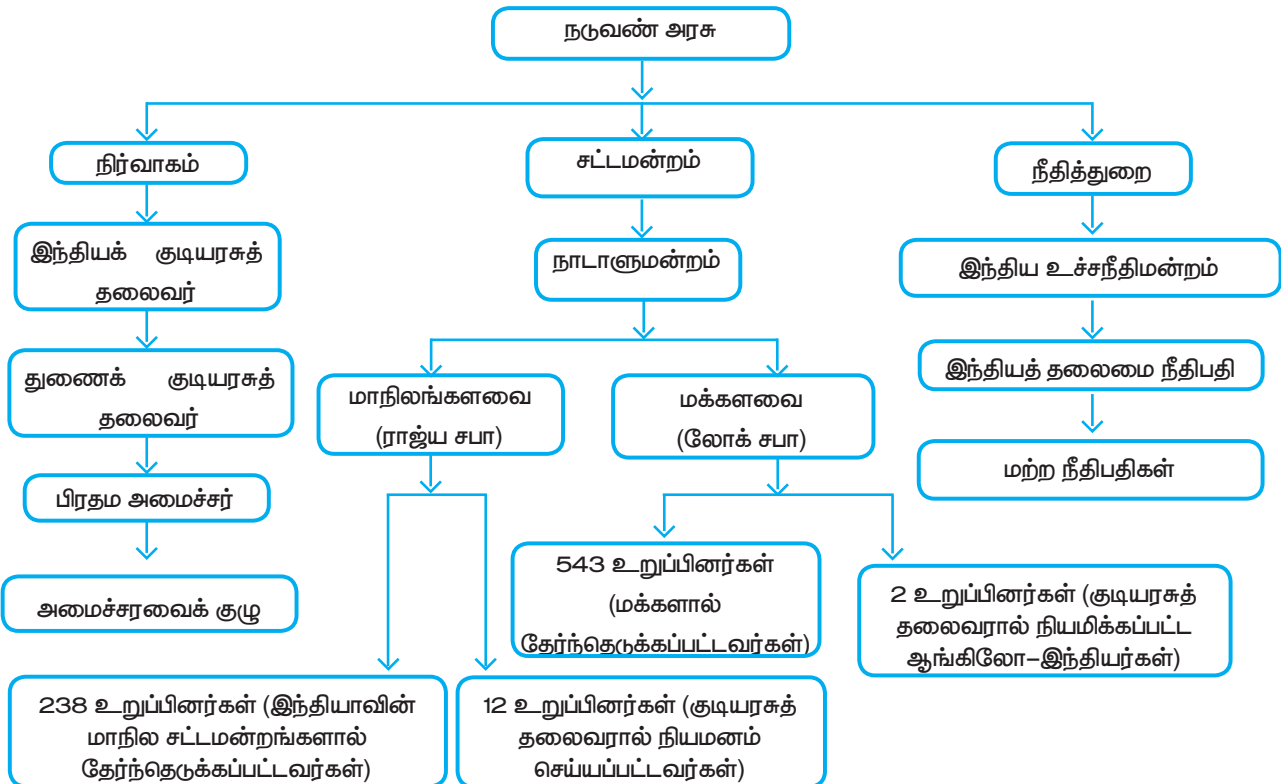 நடுவண் அரசு
நிர்வாகம்
சட்டமன்றம்
நீதித்துறை
இந்தியக் குடியரசுத்
தலைவர்
நாடாளுமன்றம்
இந்திய உச்சநீதிமன்றம்
துணைக் குடியரசுத்
தலைவர்
மாநிலங்களவை
(ராஜ்ய சபா)
மக்களவை
(லோக் சபா)
இந்தியத் தலைமை நீதிபதி
பிரதம அமைச்சர்
மற்ற நீதிபதிகள்
அமைச்சரவைக் குழு
543 உறுப்பினர்கள்
(மக்களால்
தேர்ந்தெடுக்கப்பட்டவர்கள்)
2 உறுப்பினர்கள் (குடியரசுத்
தலைவரால் நியமிக்கப்பட்ட
ஆங்கிலோ–இந்தியர்கள்)
238 உறுப்பினர்கள் (இந்தியாவின்
மாநில சட்டமன்றங்களால்
தேர்ந்தெடுக்கப்பட்டவர்கள்)
12 உறுப்பினர்கள் (குடியரசுத்
தலைவரால் நியமனம்
செய்யப்பட்டவர்கள்)